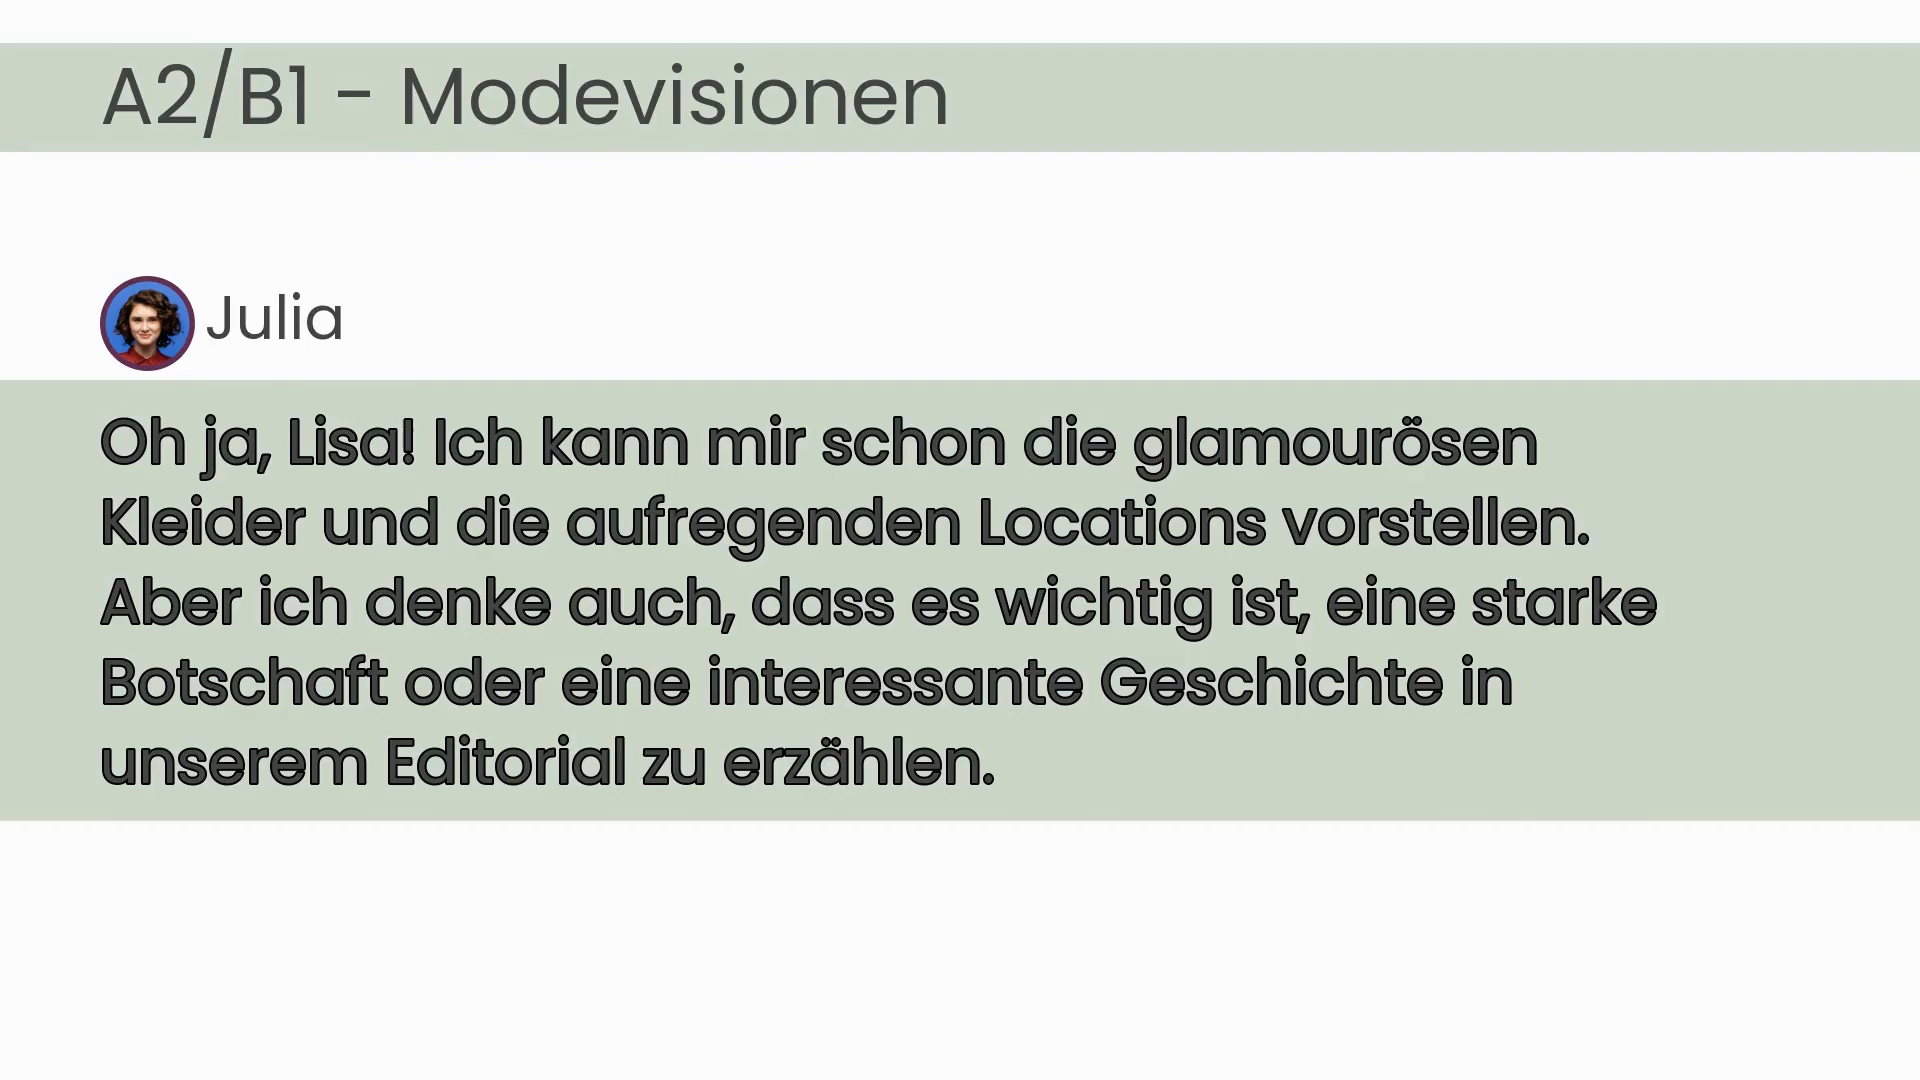 A2/B1 - Modevisionen
Julia
Oh ja, Lisa! Ich kann mir schon die glamourösen
Kleider und die aufregenden Locations vorstellen.
Aber ich denke auch, dass es wichtig ist, eine starke
Botschaft oder eine interessante Geschichte in
unserem Editorial zu erzählen.